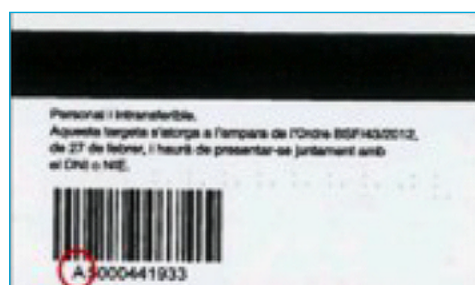 Personal i intransferible.
Aquesta targeta s'atorga a l'empara de l'Ordre BSF/43/2012,
de 27 de febrer, i haurà de presentar-se juntament amb
el DNI o NIE.
A5000441933